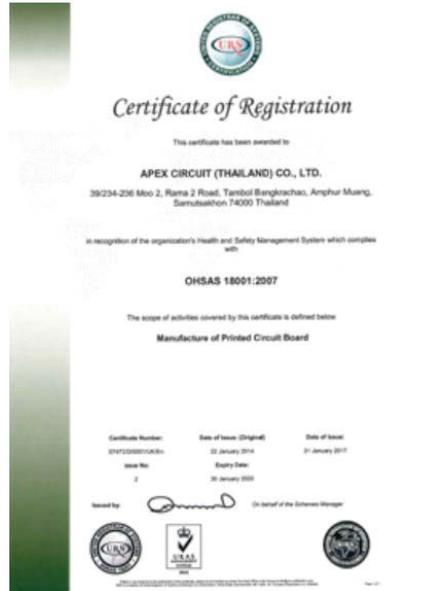 URS
Certificate of Registration
This certificate has been awarded to
APEX CIRCUIT (THAILAND) CO., LTD.
39/234-236 Moo 2, Rama 2 Road, Tambol Bangkrachao, Amphur Muang,
Samutsakhon 74000 Thailand
in recognition of the organization's Health and Safety Management System which complies
with
OHSAS 18001:2007
The scope of activities covered by this certificate is defined below
Manufacture of Printed Circuit Board
Certificate Number: Date of Issue: (Original) Date of Issue:
22 January 2014 31 January 2017
Issue No: Expiry Date:
2 30 January 2020
Issued by: On behalf of the Schemes Manager
URS UKAS